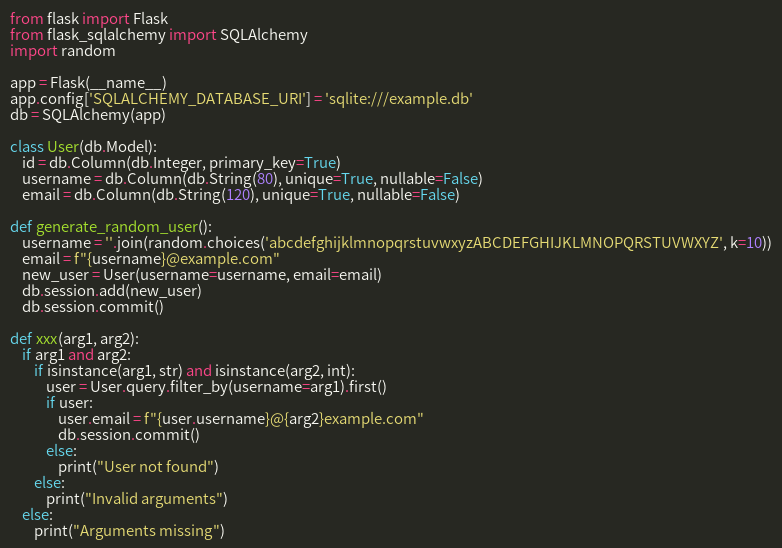 from flask import Flask
from flask_sqlalchemy import SQLAlchemy
import random

app = Flask(__name__)
app.config['SQLALCHEMY_DATABASE_URI'] = 'sqlite:///example.db'
db = SQLAlchemy(app)

class User(db.Model):
    id = db.Column(db.Integer, primary_key=True)
    username = db.Column(db.String(80), unique=True, nullable=False)
    email = db.Column(db.String(120), unique=True, nullable=False)

def generate_random_user():
    username = ''.join(random.choices('abcdefghijklmnopqrstuvwxyzABCDEFGHIJKLMNOPQRSTUVWXYZ', k=10))
    email = f"{username}@example.com"
    new_user = User(username=username, email=email)
    db.session.add(new_user)
    db.session.commit()

def xxx(arg1, arg2):
    if arg1 and arg2:
        if isinstance(arg1, str) and isinstance(arg2, int):
            user = User.query.filter_by(username=arg1).first()
            if user:
                user.email = f"{user.username}@{arg2}example.com"
                db.session.commit()
            else:
                print("User not found")
        else:
            print("Invalid arguments")
    else:
        print("Arguments missing")